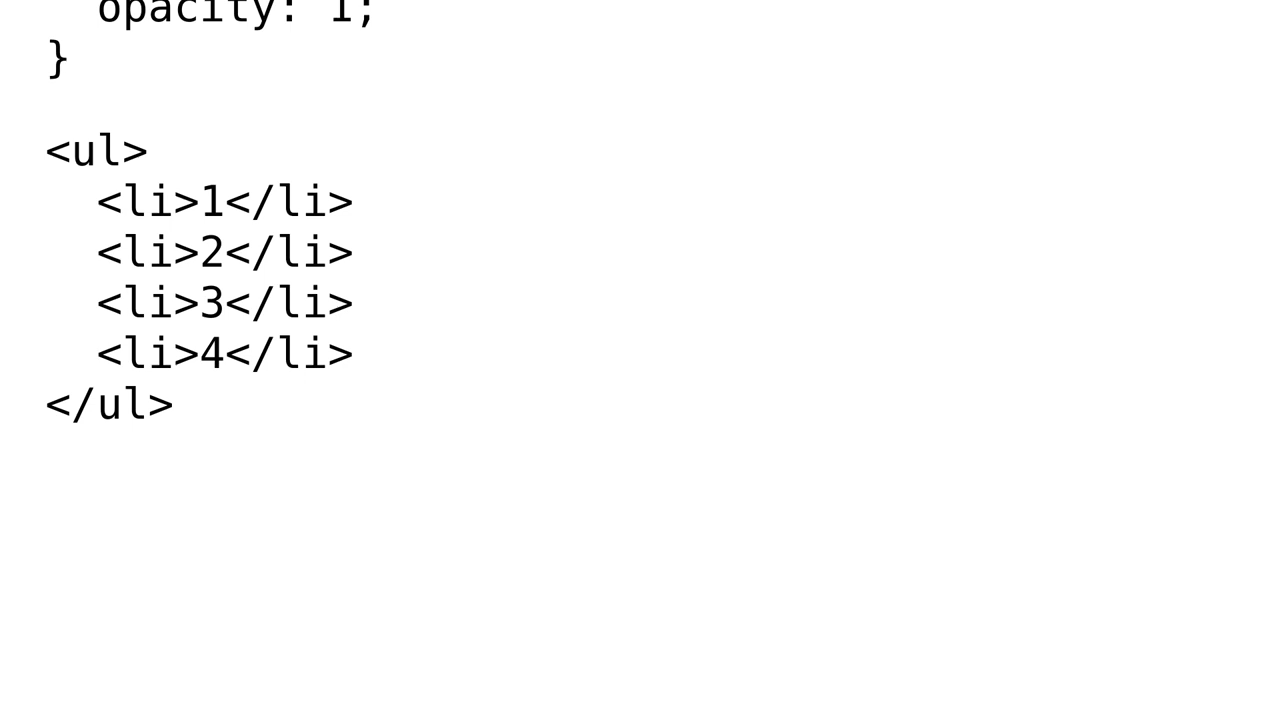 opacity: 1;
}
<ul>
<li>1</li>
<li>2</li>
<li>3</li>
<li>4</li>
</ul>